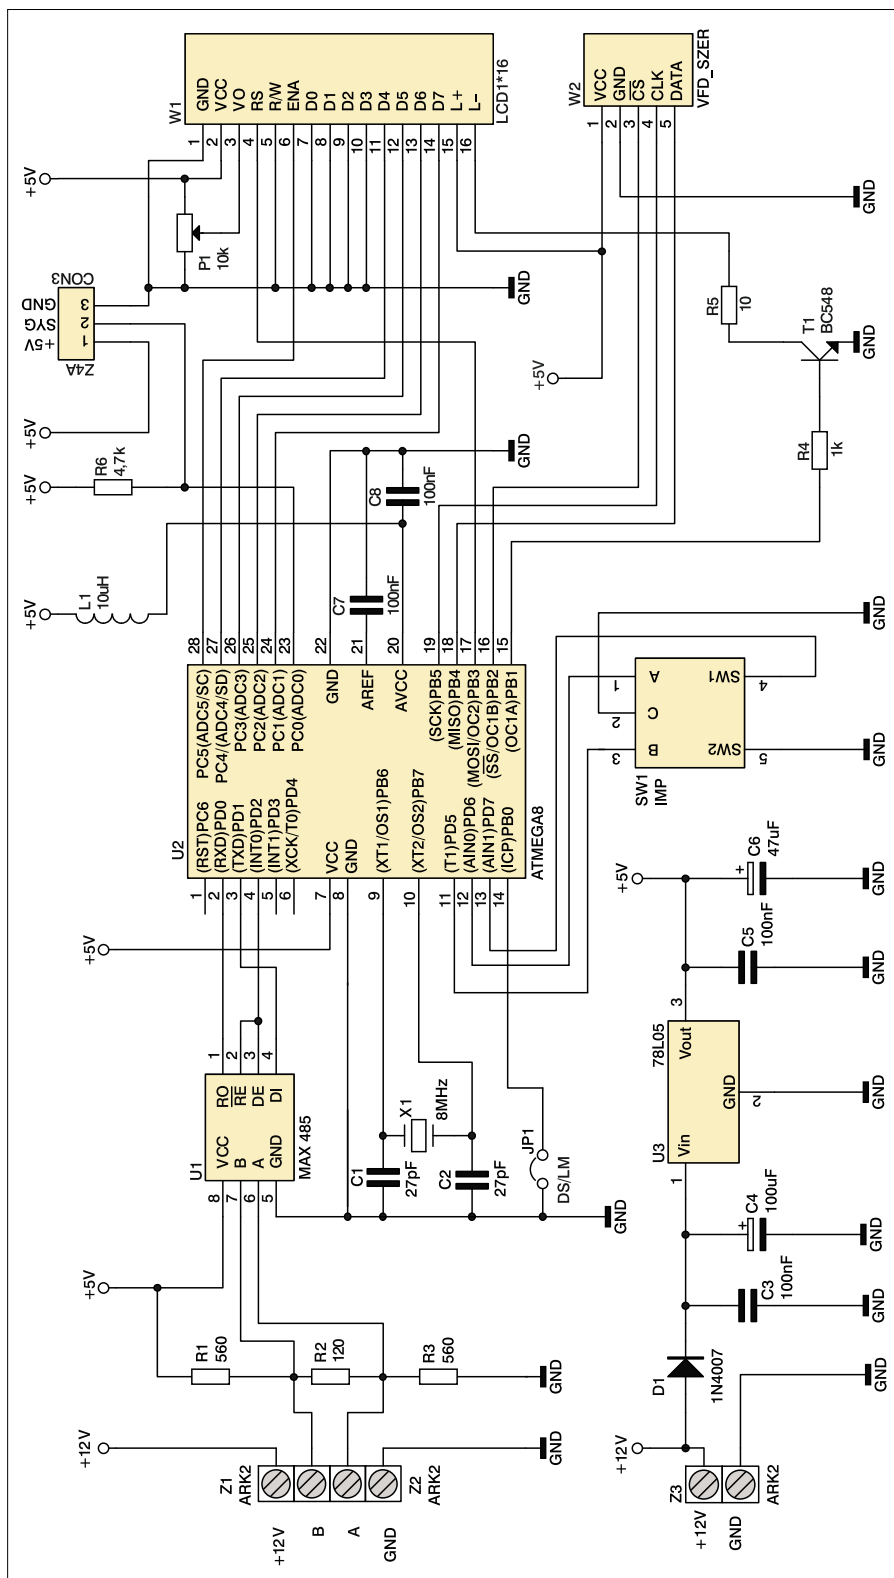 W1
GND
VCC
VO
RS
R/W
ENA
D0
D1
D2
D3
D4
D5
D6
D7
L+
L-
LCD1*16
1
2
3
4
5
6
7
8
9
10
11
12
13
14
15
16
W2
VCC
GND
CS
CLK
DATA
VFD_SZER
1
2
3
4
5
+5V
P1
10k
CON3
GND
SYG
+5V
3
2
1
Z4A
+5V
+5V
R6
4,7k
+5V
L1
10uH
GND
GND
GND
+5V
R5
10
T1
BC548
GND
R4
1k
C8
100nF
C7
100nF
28
27
26
25
24
23
22
21
20
19
18
17
16
15
PC5(ADC5/SC)
PC4/(ADC4/SD)
PC3(ADC3)
PC2(ADC2)
PC1(ADC1)
PC0(ADC0)
GND
AREF
AVCC
(SCK)PB5
(MISO)PB4
(MOSI/OC2)PB3
(SS/OC1B)PB2
(OC1A)PB1
U2
(RST)PC6
(RXD)PD0
(TXD)PD1
(INT0)PD2
(INT1)PD3
(XCK/T0)PD4
VCC
GND
(XT1/OS1)PB6
(XT2/OS2)PB7
(T1)PD5
(AIN0)PD6
(AIN1)PD7
(ICP)PB0
ATMEGA8
1
2
3
4
5
6
7
8
9
10
11
12
13
14
GND
1
2
3
A
C
B
SW1
SW2
4
5
SW1
IMP
GND
+5V
U1
RO
RE
DE
DI
VCC
B
A
GND
MAX 485
1
2
3
4
8
7
6
5
X1
8MHz
C1
27pF
C2
27pF
JP1
DS/LM
GND
+5V
C6
47uF
+
GND
C5
100nF
GND
78L05
Vout
GND
Vin
U3
3
2
1
GND
C4
100uF
+
GND
C3
100nF
GND
D1
1N4007
GND
+12V
Z3
ARK2
+12V
GND
+5V
R1
560
R2
120
R3
560
GND
+12V
GND
Z1
ARK2
Z2
ARK2
+12V
B
A
GND